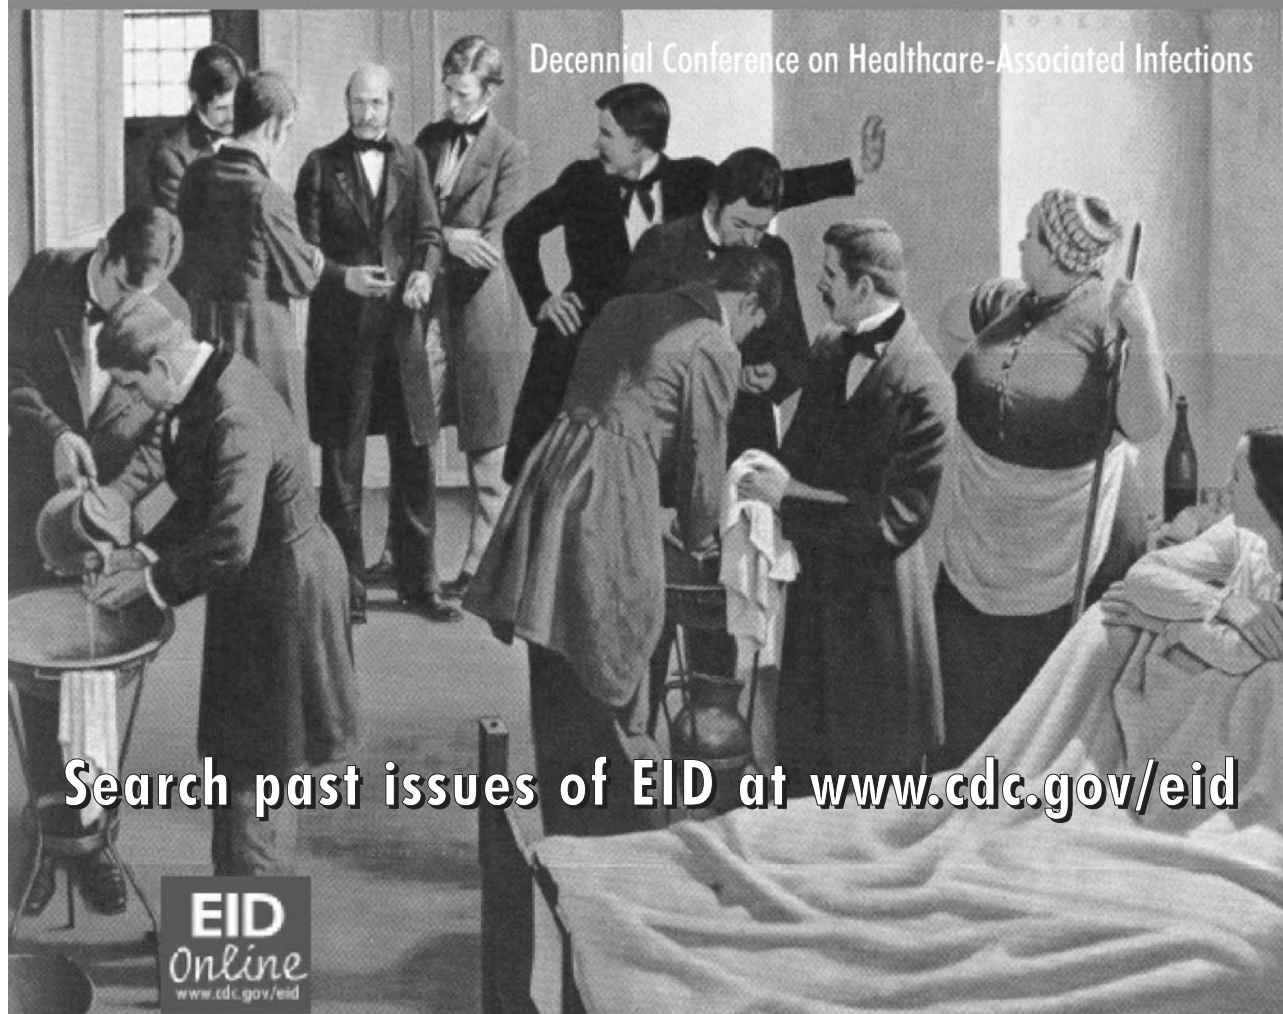 Decennial Conference on Healthcare-Associated Infections
Search past issues of EID at www.cdc.gov/eid
EID
Online
www.cdc.gov/eid